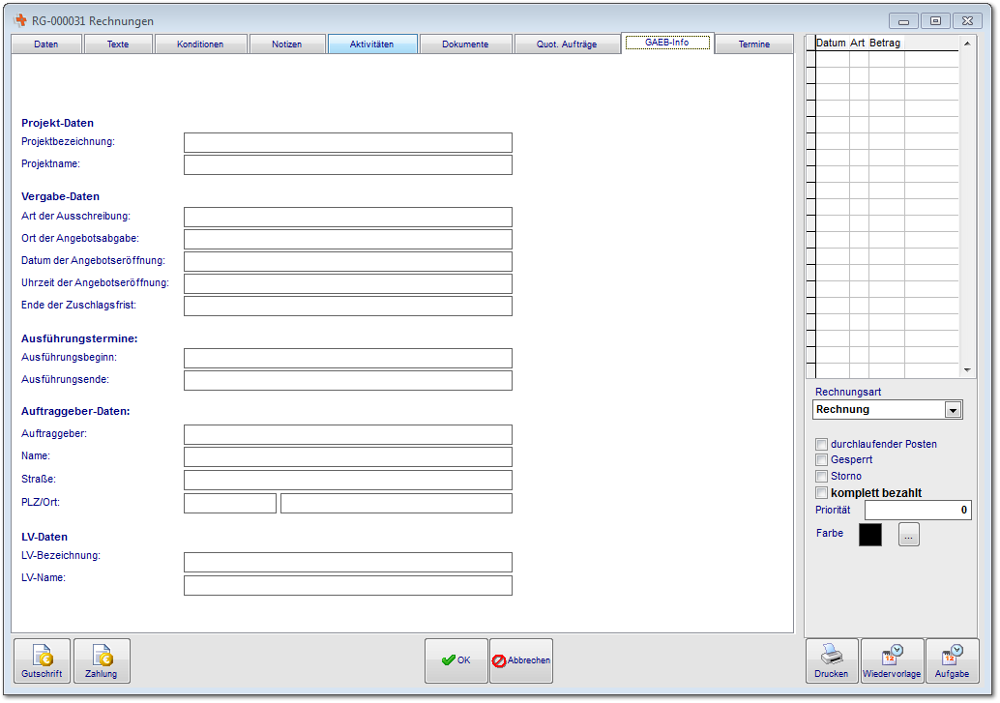 RG-000031 Rechnungen
Daten Texte Konditionen Notizen Aktivitäten Dokumente Quot. Aufträge GAEB-Info Termine
Datum Art Betrag
Projekt-Daten
Projektbezeichnung:
Projektname:
Vergabe-Daten
Art der Ausschreibung:
Ort der Angebotsabgabe:
Datum der Angebotseröffnung:
Uhrzeit der Angebotseröffnung:
Ende der Zuschlagsfrist:
Ausführungstermine:
Ausführungsbeginn:
Ausführungsende:
Auftraggeber-Daten:
Auftraggeber:
Name:
Straße:
PLZ/Ort:
LV-Daten
LV-Bezeichnung:
LV-Name:
Rechnungsart
Rechnung
durchlaufender Posten
Gesperrt
Storno
komplett bezahlt
Priorität 0
Farbe ...
Gutschrift Zahlung OK Abbrechen Drucken Wiedervorlage Aufgabe